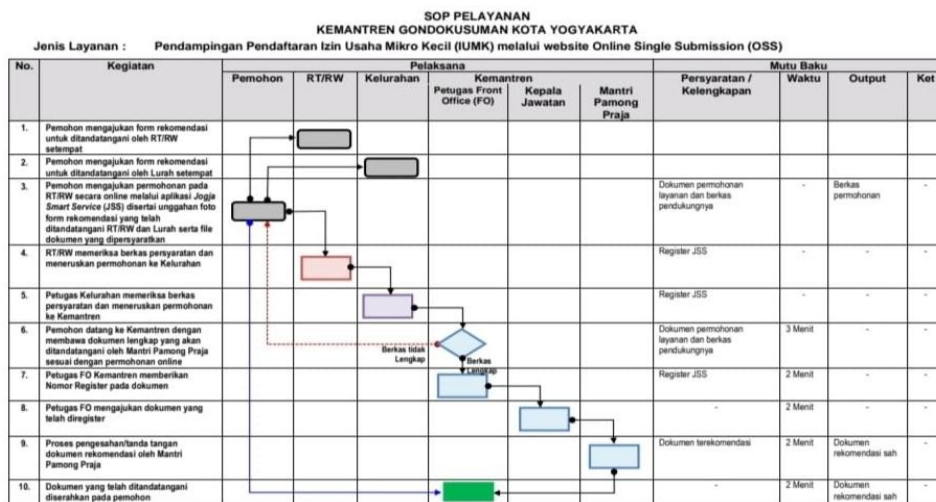 SOP PELAYANAN
KEMANTREN GONDOKUSUMAN KOTA YOGYAKARTA
Jenis Layanan : Pendampingan Pendaftaran Izin Usaha Mikro Kecil (IUMK) melalui website Online Single Submission (OSS)
No. Kegiatan Pelaksana Mutu Baku
Pemohon RT/RW Kelurahan Kemantren Persyaratan / Kelengkapan Waktu Output Ket
Petugas Front Office (FO) Kepala Jawatan Mantri Pamong Praja
1. Pemohon mengajukan form rekomendasi
untuk ditandatangani oleh RT/RW
setempat
2. Pemohon mengajukan form rekomendasi
untuk ditandatangani oleh Lurah setempat
3. Pemohon mengajukan permohonan pada
RT/RW secara online melalui aplikasi Jogja
Smart Service (JSS) disertai unggahan foto
form rekomendasi yang telah
ditandatangani RT/RW dan Lurah serta file
dokumen yang dipersyaratkan
Dokumen permohonan
layanan dan berkas
pendukungnya
-
Berkas
permohonan
-
4. RT/RW memeriksa berkas persyaratan dan
meneruskan permohonan ke Kelurahan
Register JSS - - -
5. Petugas Kelurahan memeriksa berkas
persyaratan dan meneruskan permohonan
ke Kemantren
Register JSS - - -
6. Pemohon datang ke Kemantren dengan
membawa dokumen lengkap yang akan
ditandatangani oleh Mantri Pamong Praja
sesuai dengan permohonan online
Berkas tidak
Lengkap
Berkas
Lengkap
Dokumen permohonan
layanan dan berkas
pendukungnya
3 Menit - -
7. Petugas FO Kemantren memberikan
Nomor Register pada dokumen
Register JSS 2 Menit - -
8. Petugas FO mengajukan dokumen yang
telah diregister
- 2 Menit - -
9. Proses pengesahan/tanda tangan
dokumen rekomendasi oleh Mantri
Pamong Praja
Dokumen terekomendasi 2 Menit Dokumen
rekomendasi sah
-
10. Dokumen yang telah ditandatangani
diserahkan pada pemohon
- 2 Menit Dokumen
rekomendasi sah
-